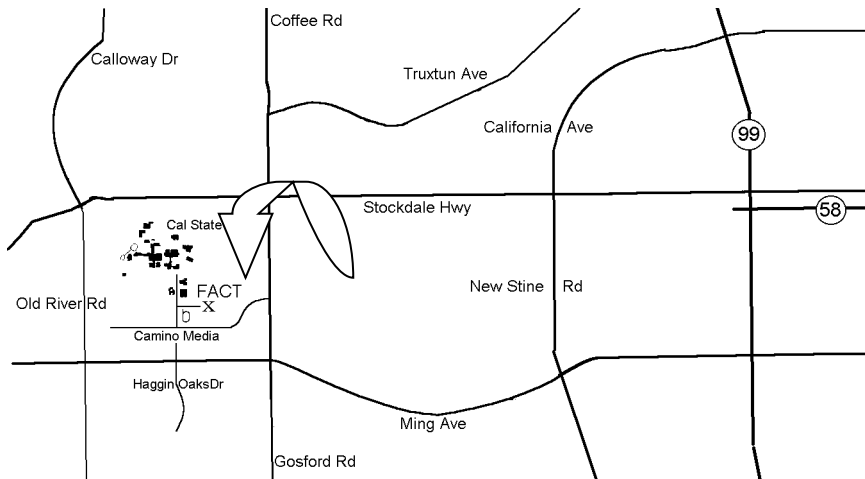 Coffee Rd
Calloway Dr
Truxtun Ave
California Ave
99
Stockdale Hwy
58
Cal State
FACT
X
New Stine Rd
Old River Rd
Camino Media
Haggin OaksDr
Ming Ave
Gosford Rd